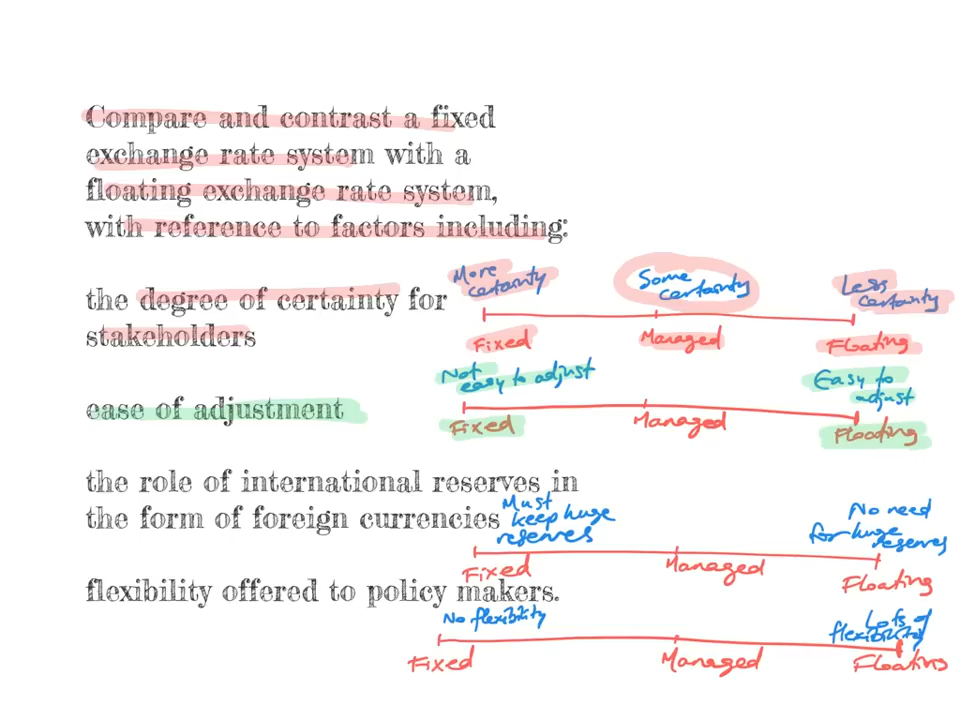 Compare and contrast a fixed
exchange rate system with a
floating exchange rate system,
with reference to factors including:
the degree of certainty for
stakeholders
More
certainty
Some
certainty
Less
certainty
Fixed
Managed
Floating
ease of adjustment
Not
easy to adjust
Easy to
adjust
Fixed
Managed
Floating
the role of international reserves in
the form of foreign currencies
Must
keep huge
reserves
No need
for huge
reserves
Fixed
Managed
Floating
flexibility offered to policy makers.
No flexibility
Lots of
flexibility
Fixed
Managed
Floating